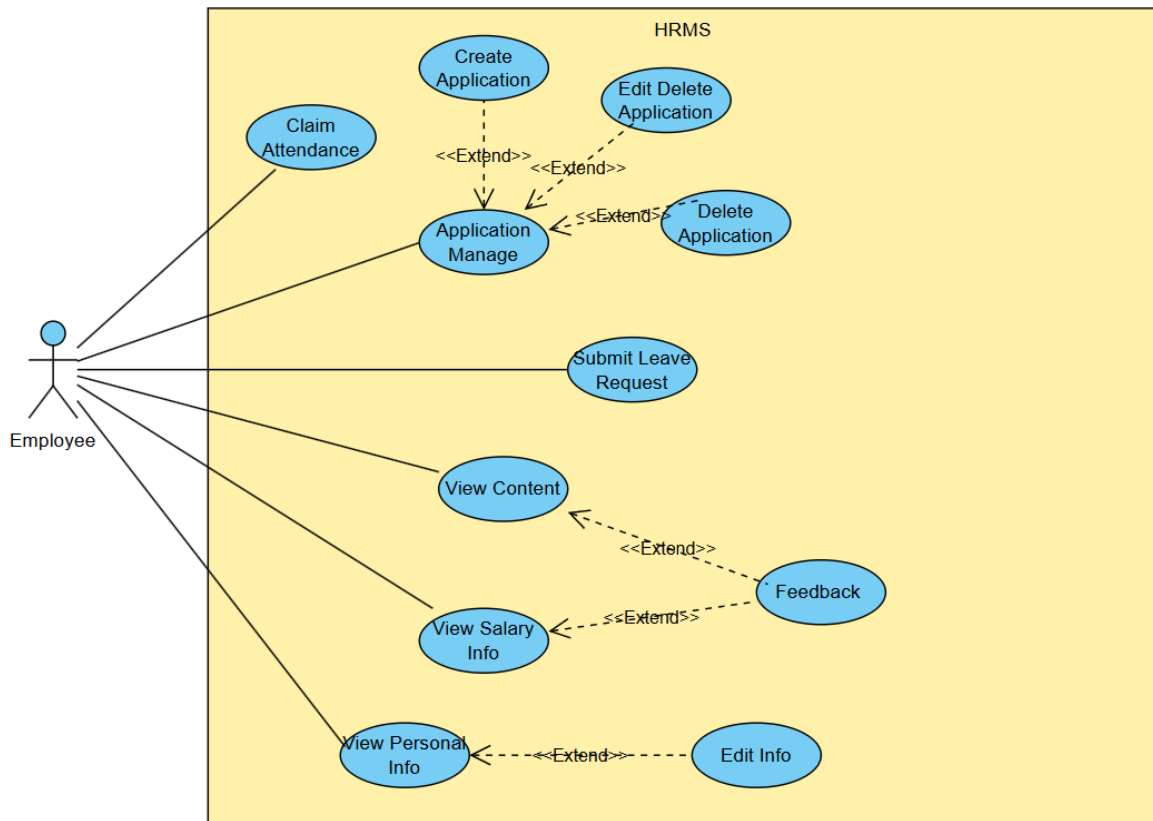 HRMS
Create
Application
Edit Delete
Application
Claim
Attendance
<<Extend>>
<<Extend>>
<<Extend>>
Delete
Application
Application
Manage
Submit Leave
Request
Employee
View Content
<<Extend>>
Feedback
<<Extend>>
View Salary
Info
View Personal
Info
<<Extend>>
Edit Info